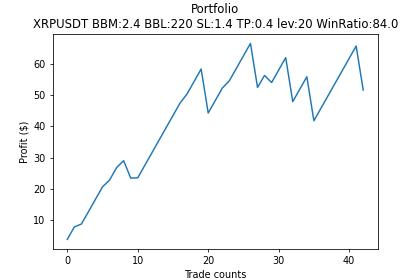 Portfolio
XRPUSDT BBM:2.4 BBL:220 SL:1.4 TP:0.4 lev:20 WinRatio:84.0
Profit ($)
60
50
40
30
20
10
0 10 20 30 40
Trade counts